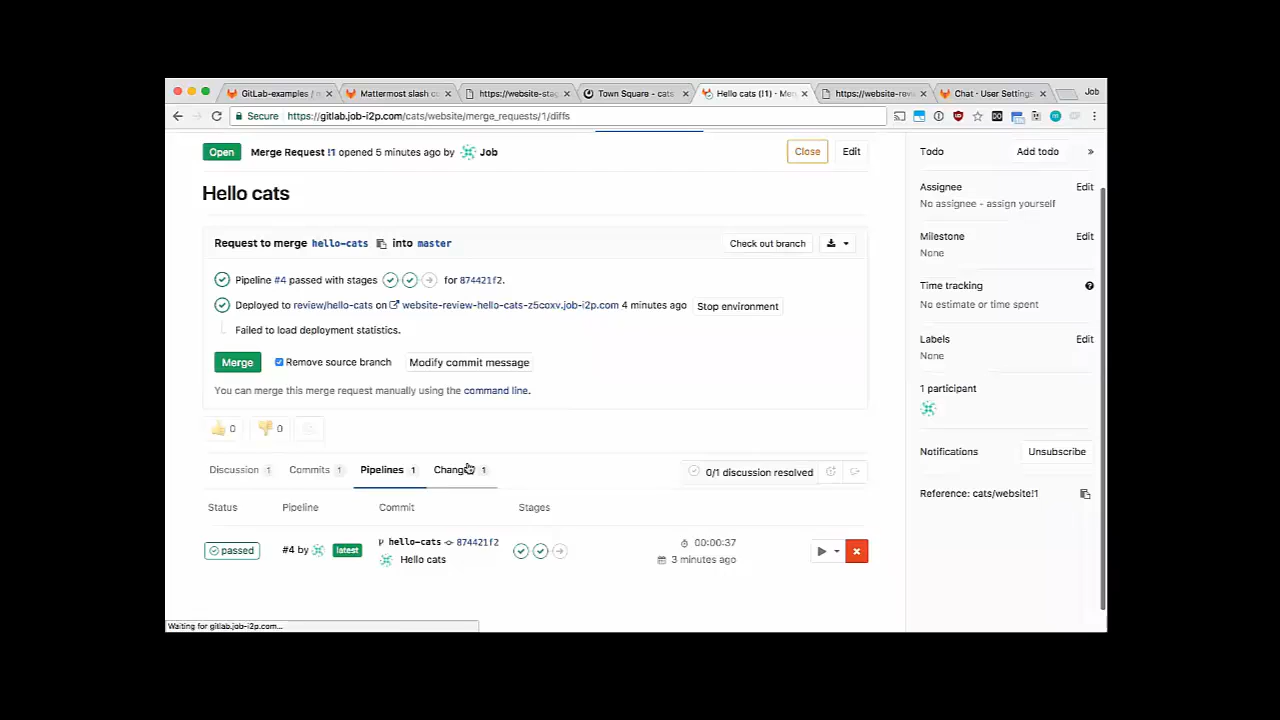 GitLab-examples / o
Mattermost slash co
https://website-stag
Town Square - cats
Hello cats (!1) · Mer
https://website-revi
Chat · User Settings
Job
Secure https://gitlab.job-i2p.com/cats/website/merge_requests/1/diffs
Open Merge Request !1 opened 5 minutes ago by Job Close Edit
Hello cats
Request to merge hello-cats into master Check out branch
Pipeline #4 passed with stages for 874421f2.
Deployed to review/hello-cats on website-review-hello-cats-z5coxv.job-i2p.com 4 minutes ago Stop environment
Failed to load deployment statistics.
Merge Remove source branch Modify commit message
You can merge this merge request manually using the command line.
0 0
Discussion 1 Commits 1 Pipelines 1 Changes 1 0/1 discussion resolved
Status Pipeline Commit Stages
passed #4 by latest hello-cats 874421f2 00:00:37
Hello cats 3 minutes ago
Todo Add todo »
Assignee Edit
No assignee - assign yourself
Milestone Edit
None
Time tracking
No estimate or time spent
Labels Edit
None
1 participant
Notifications Unsubscribe
Reference: cats/website!1
Waiting for gitlab.job-i2p.com...